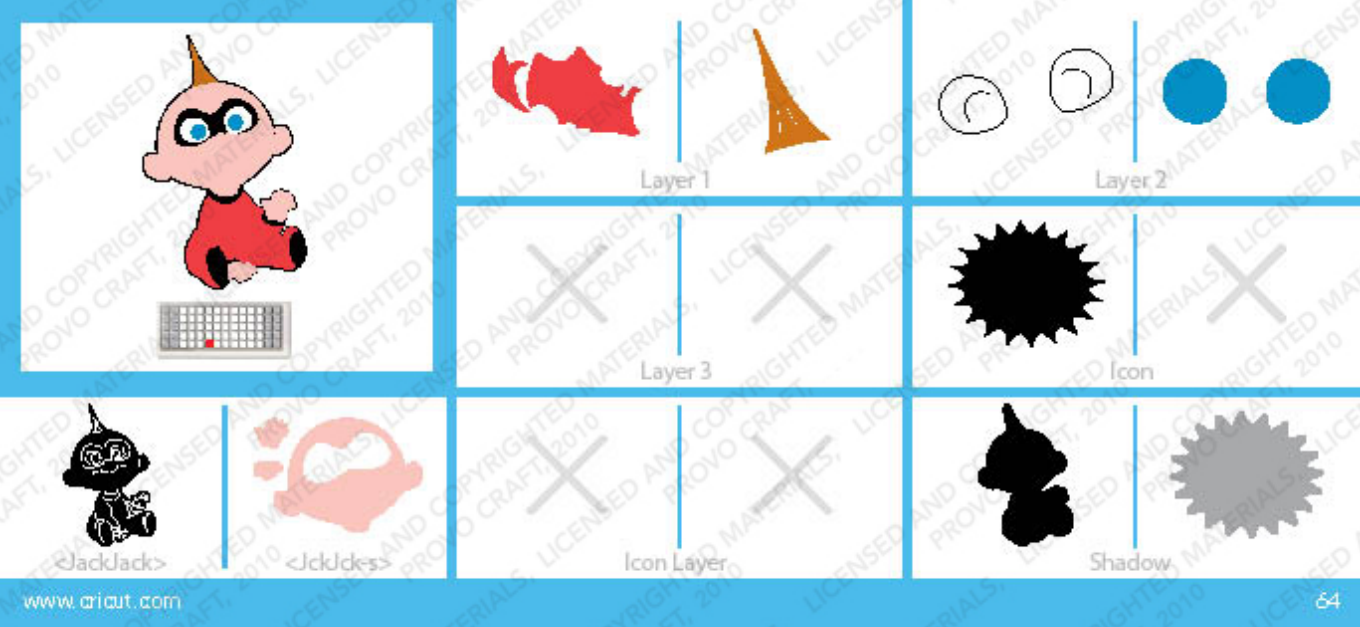 Layer 1
Layer 2
Layer 3
Icon
<JackJack>
<JckJck-s>
Icon Layer
Shadow
www.cricut.com
64
LICENSED AND COPYRIGHTED MATERIALS, PROVO CRAFT, 2010